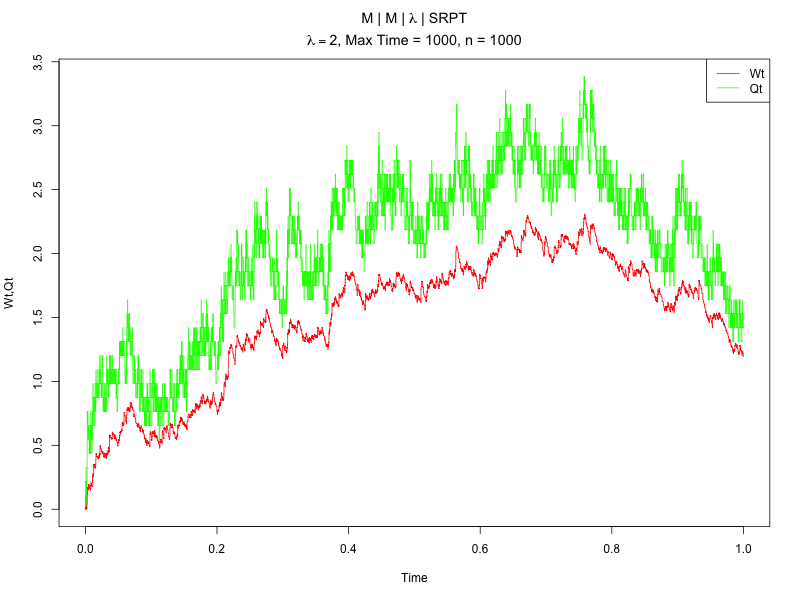 M | M | λ | SRPT
λ = 2, Max Time = 1000, n = 1000
Wt
Qt
3.5
3.0
2.5
2.0
1.5
1.0
0.5
0.0
Wt,Qt
0.0 0.2 0.4 0.6 0.8 1.0
Time